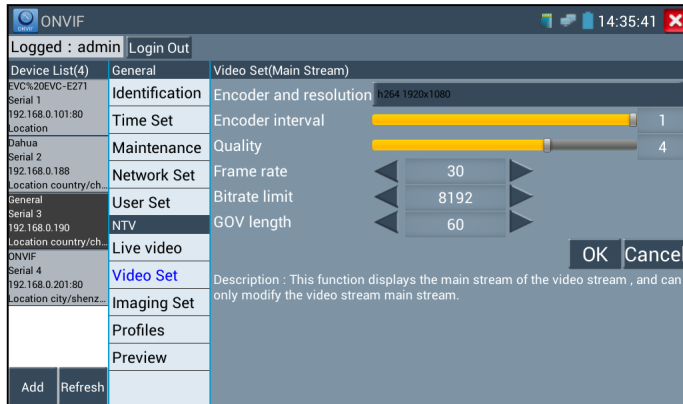 ONVIF
ONVIF
14:35:41
Logged : admin
Login Out
Device List(4)
EVC%20EVC-E271
Serial 1
192.168.0.101:80
Location
Dahua
Serial 2
192.168.0.188
Location country/ch...
General
Serial 3
192.168.0.190
Location country/ch...
ONVIF
Serial 4
192.168.0.201:80
Location city/shenz...
Add
Refresh
General
Identification
Time Set
Maintenance
Network Set
User Set
NTV
Live video
Video Set
Imaging Set
Profiles
Preview
Video Set(Main Stream)
Encoder and resolution h264 1920x1080
Encoder interval 1
Quality 4
Frame rate 30
Bitrate limit 8192
GOV length 60
OK
Cancel
Description : This function displays the main stream of the video stream , and can
only modify the video stream main stream.